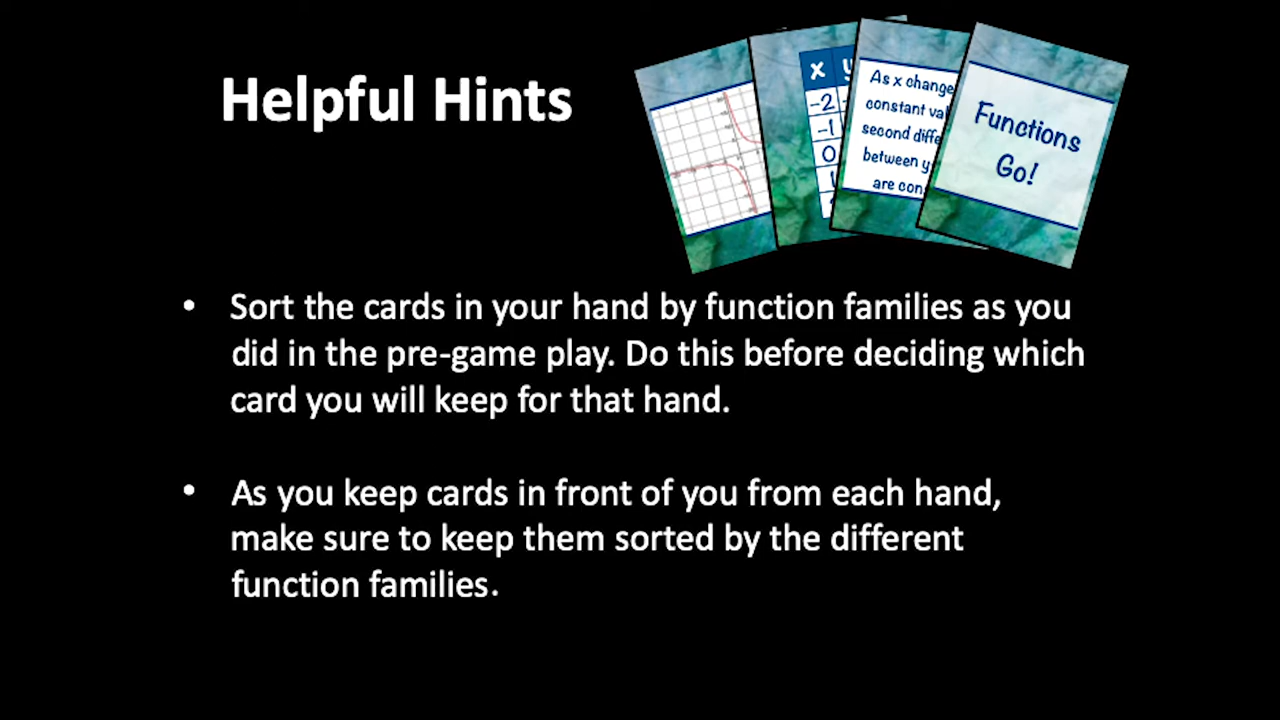 Helpful Hints
x
-2
-1
0
As x change
constant val
second diffe
between y
are con
Functions
Go!
• Sort the cards in your hand by function families as you
did in the pre-game play. Do this before deciding which
card you will keep for that hand.
• As you keep cards in front of you from each hand,
make sure to keep them sorted by the different
function families.